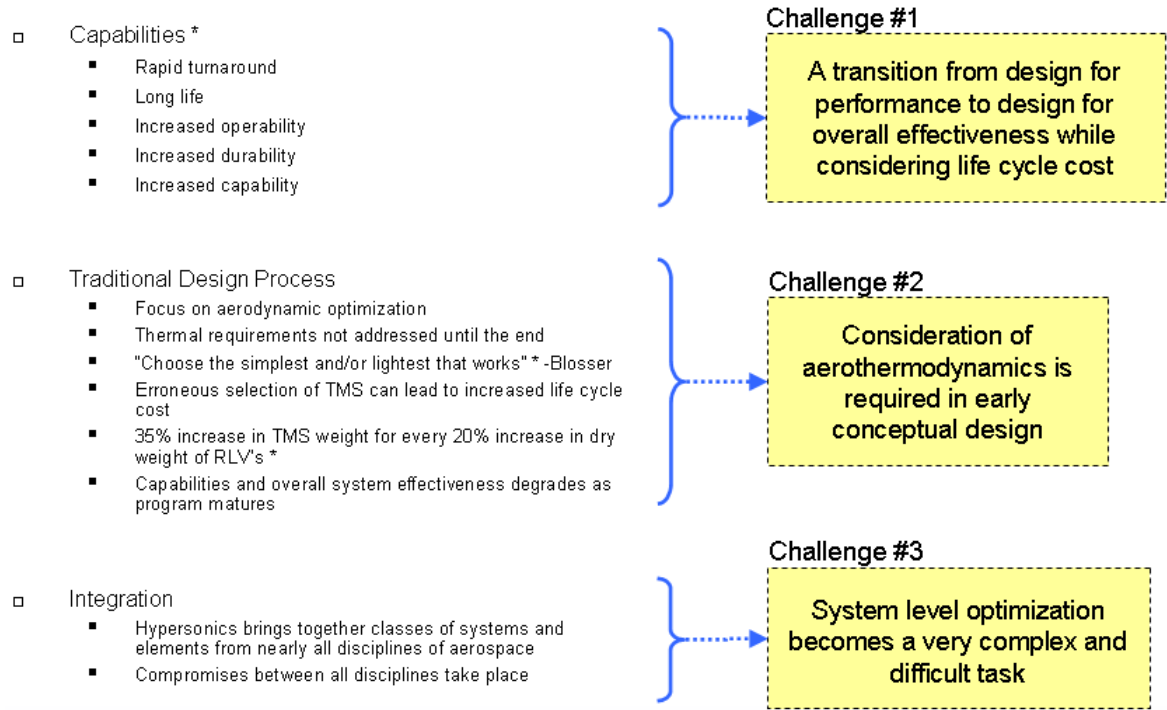 Capabilities *
Rapid turnaround
Long life
Increased operability
Increased durability
Increased capability
Challenge #1
A transition from design for
performance to design for
overall effectiveness while
considering life cycle cost
Traditional Design Process
Focus on aerodynamic optimization
Thermal requirements not addressed until the end
"Choose the simplest and/or lightest that works" * -Blosser
Erroneous selection of TMS can lead to increased life cycle
cost
35% increase in TMS weight for every 20% increase in dry
weight of RLV's *
Capabilities and overall system effectiveness degrades as
program matures
Challenge #2
Consideration of
aerothermodynamics is
required in early
conceptual design
Integration
Hypersonics brings together classes of systems and
elements from nearly all disciplines of aerospace
Compromises between all disciplines take place
Challenge #3
System level optimization
becomes a very complex and
difficult task